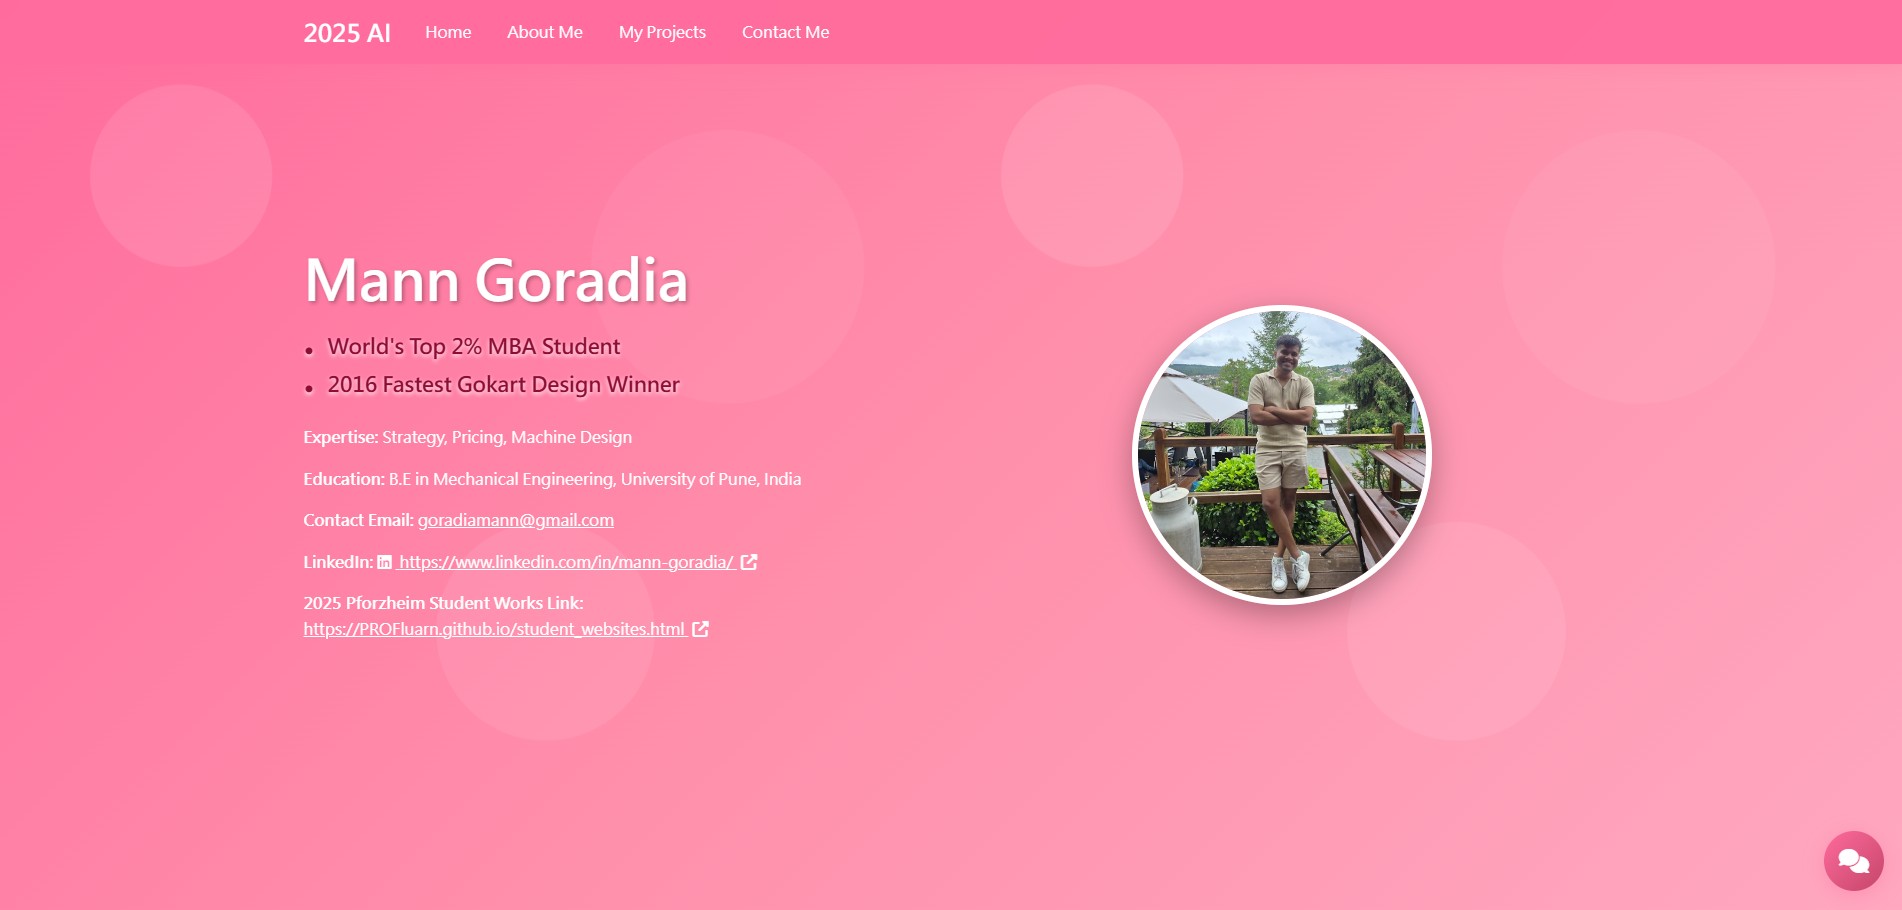 2025 AI Home About Me My Projects Contact Me
Mann Goradia
• World's Top 2% MBA Student
• 2016 Fastest Gokart Design Winner
Expertise: Strategy, Pricing, Machine Design
Education: B.E in Mechanical Engineering, University of Pune, India
Contact Email: goradiamann@gmail.com
LinkedIn: in https://www.linkedin.com/in/mann-goradia/
2025 Pforzheim Student Works Link:
https://PROFluarn.github.io/student_websites.html